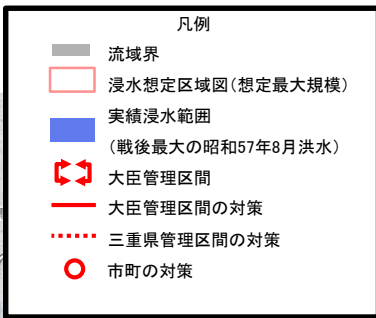 凡例
流域界
浸水想定区域図(想定最大規模)
実績浸水範囲
(戦後最大の昭和57年8月洪水)
大臣管理区間
大臣管理区間の対策
三重県管理区間の対策
市町の対策